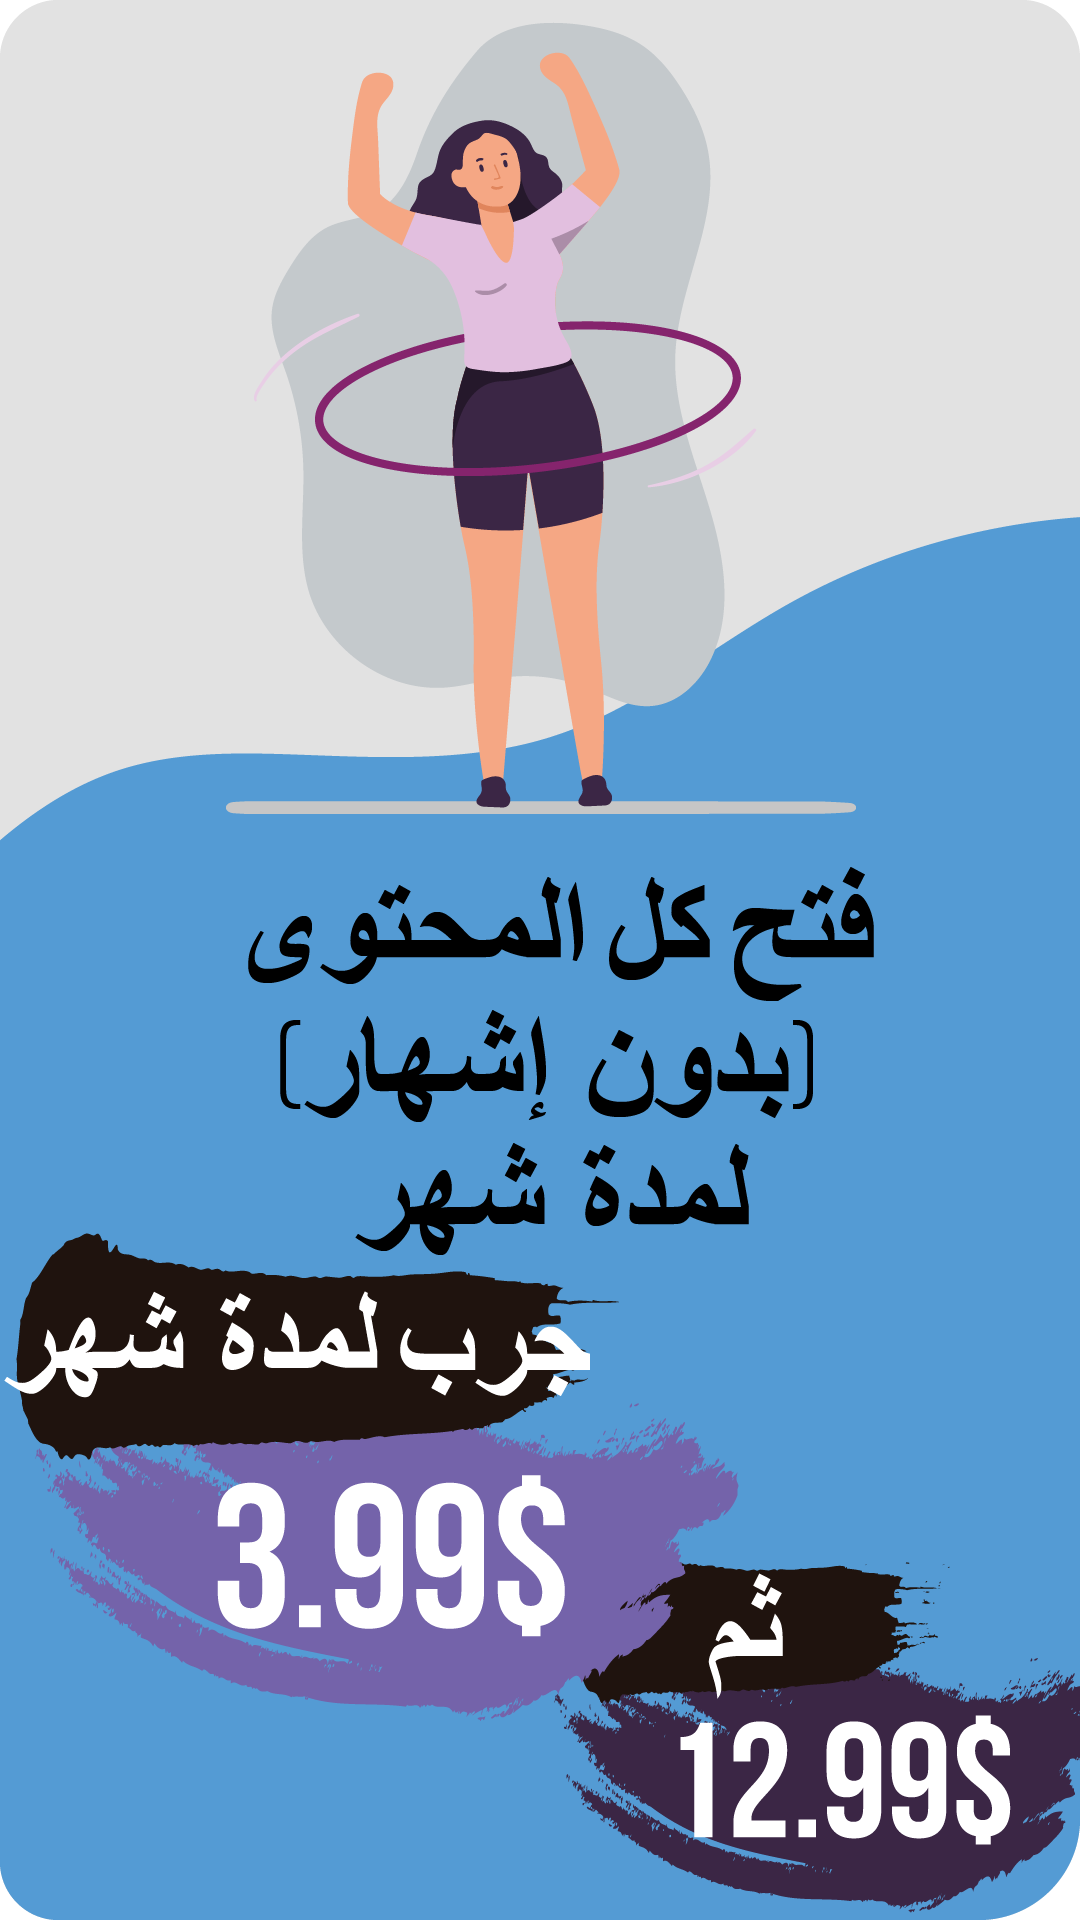 فتح كل المحتوى
(بدون إشهار)
لمدة شهر
جرب لمدة شهر
3.99$
ثم
12.99$